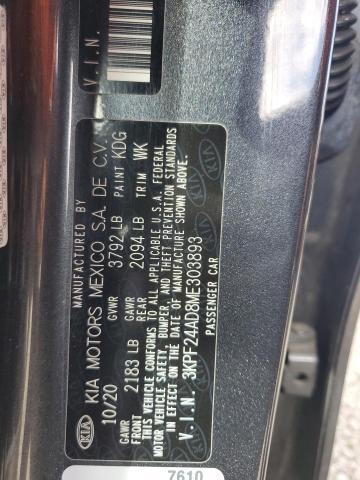 V.I.N.
MANUFACTURED BY
KIA KIA MOTORS MEXICO S.A. DE C.V.
10/20 GVWR 3792 LB PAINT KDG
GAWR FRONT 2183 LB GAWR REAR 2094 LB TRIM WK
THIS VEHICLE CONFORMS TO ALL APPLICABLE U.S.A. FEDERAL
MOTOR VEHICLE SAFETY, BUMPER, AND THEFT PREVENTION STANDARDS
IN EFFECT ON THE DATE OF MANUFACTURE SHOWN ABOVE.
V.I.N. 3KPF24AD8ME303893
PASSENGER CAR
7610